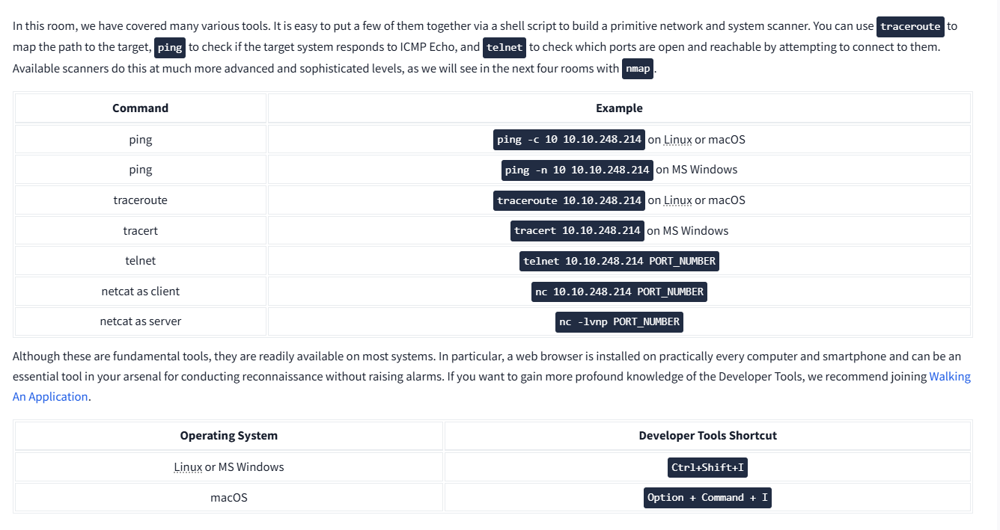 In this room, we have covered many various tools. It is easy to put a few of them together via a shell script to build a primitive network and system scanner. You can use traceroute to
map the path to the target, ping to check if the target system responds to ICMP Echo, and telnet to check which ports are open and reachable by attempting to connect to them.
Available scanners do this at much more advanced and sophisticated levels, as we will see in the next four rooms with nmap.
Command Example
ping ping -c 10 10.10.248.214 on Linux or macOS
ping ping -n 10 10.10.248.214 on MS Windows
traceroute traceroute 10.10.248.214 on Linux or macOS
tracert tracert 10.10.248.214 on MS Windows
telnet telnet 10.10.248.214 PORT_NUMBER
netcat as client nc 10.10.248.214 PORT_NUMBER
netcat as server nc -lvnp PORT_NUMBER
Although these are fundamental tools, they are readily available on most systems. In particular, a web browser is installed on practically every computer and smartphone and can be an
essential tool in your arsenal for conducting reconnaissance without raising alarms. If you want to gain more profound knowledge of the Developer Tools, we recommend joining Walking
An Application.
Operating System Developer Tools Shortcut
Linux or MS Windows Ctrl+Shift+I
macOS Option + Command + I